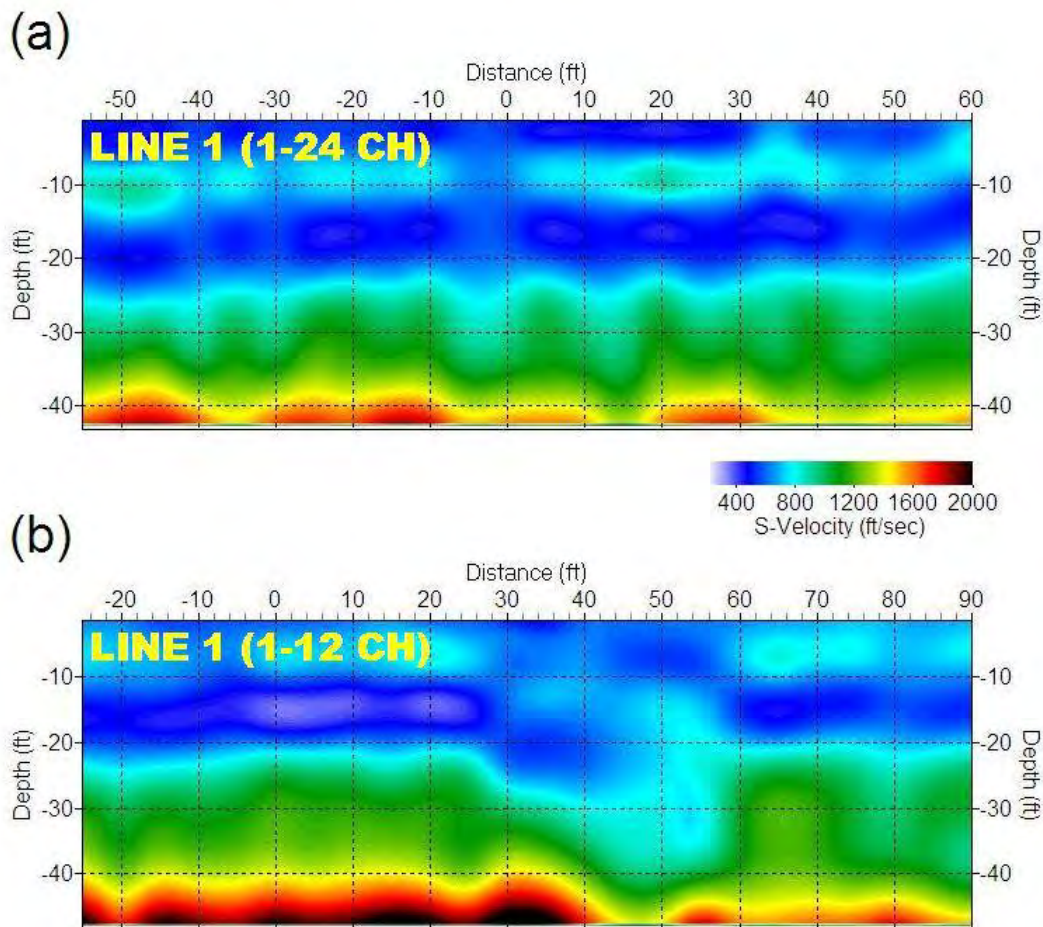 (a)
Distance (ft)
-50 -40 -30 -20 -10 0 10 20 30 40 50 60
LINE 1 (1-24 CH)
Depth (ft)
-10
-20
-30
-40
-10
-20
-30
-40
Depth (ft)
400 800 1200 1600 2000
S-Velocity (ft/sec)
(b)
Distance (ft)
-20 -10 0 10 20 30 40 50 60 70 80 90
LINE 1 (1-12 CH)
Depth (ft)
-10
-20
-30
-40
-10
-20
-30
-40
Depth (ft)